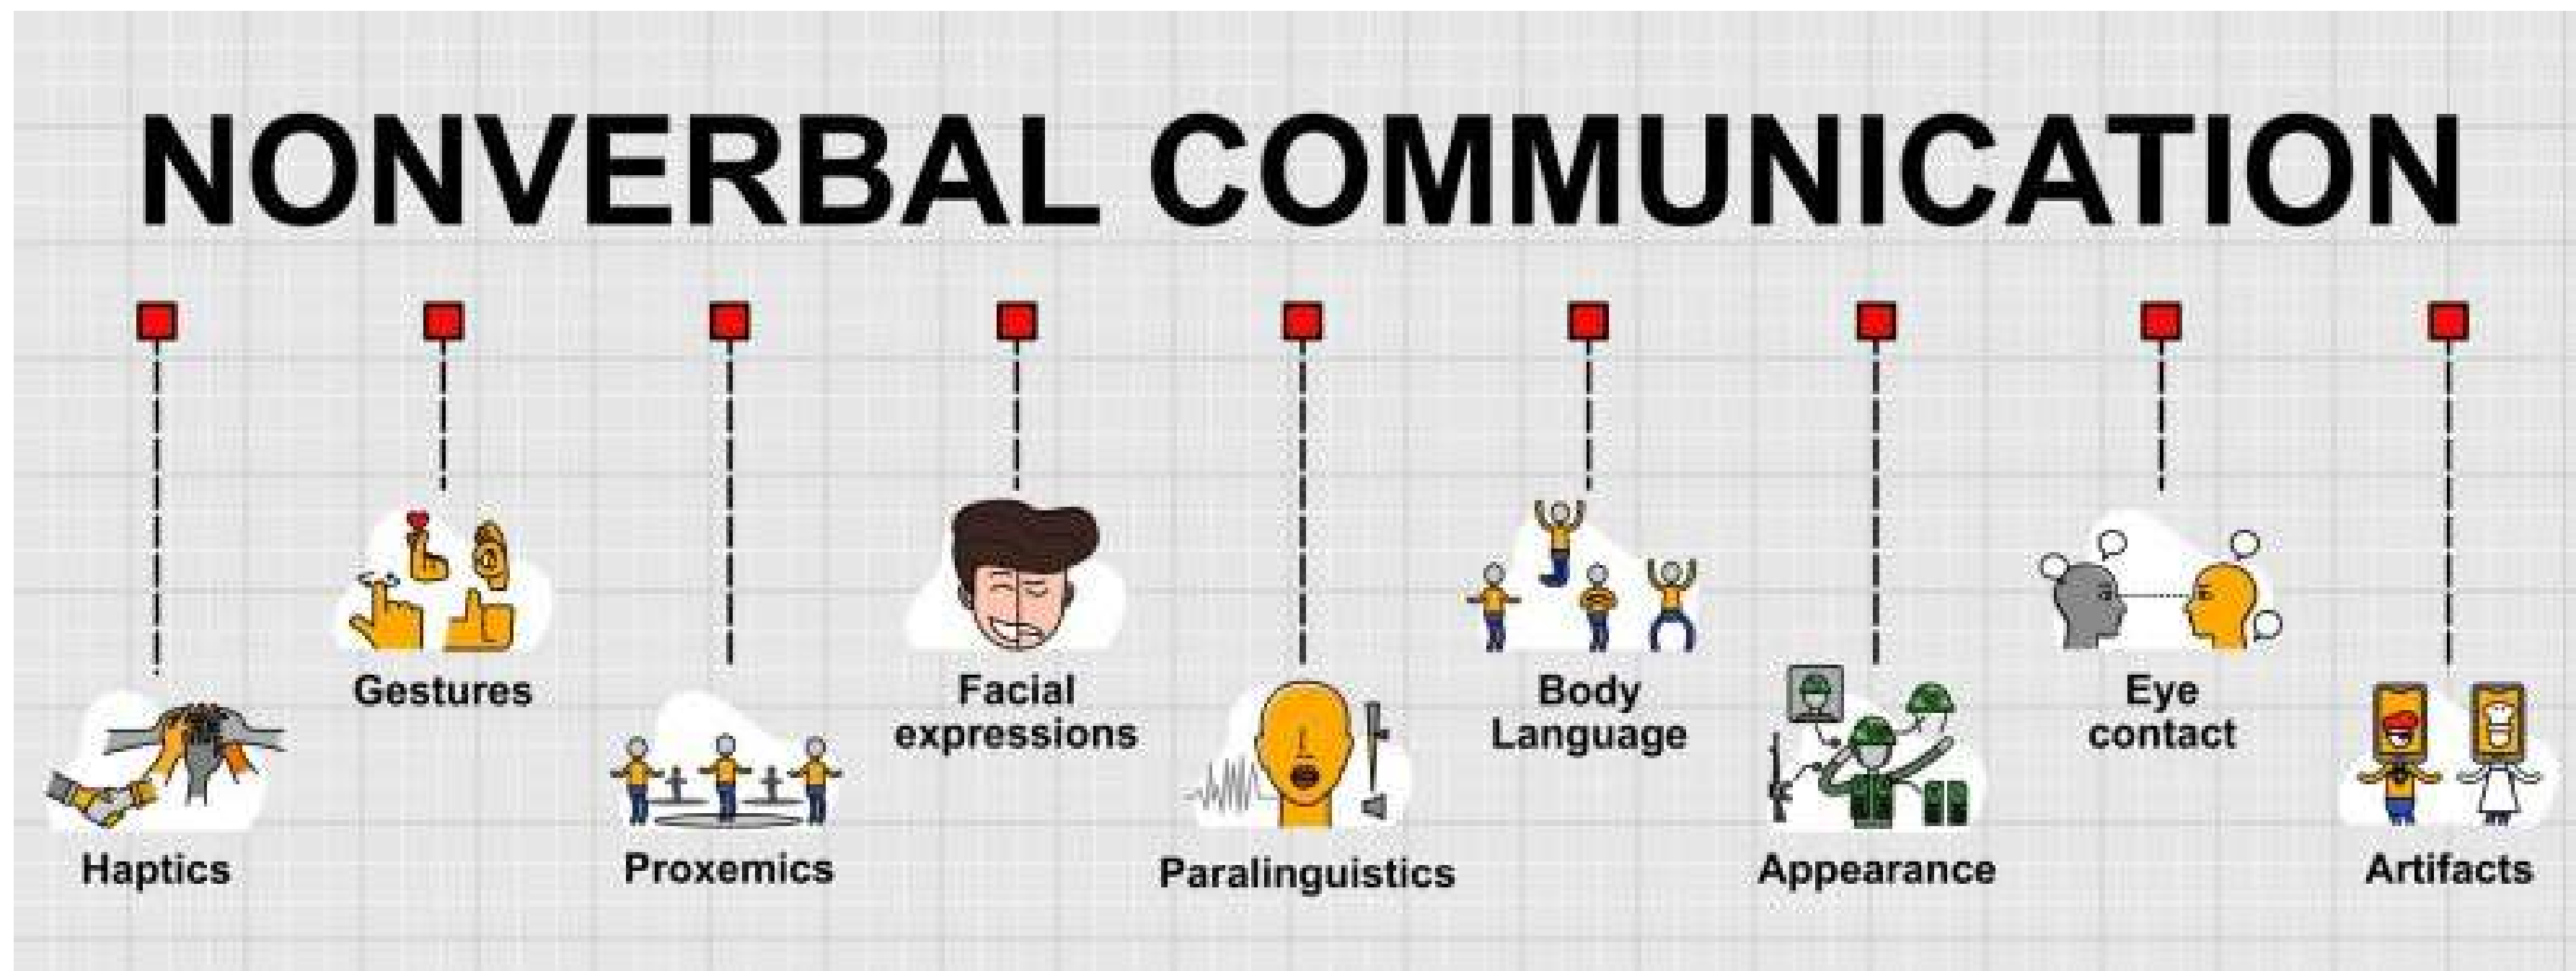 NONVERBAL COMMUNICATION
Haptics
Gestures
Proxemics
Facial
expressions
Paralinguistics
Body
Language
Appearance
Eye
contact
Artifacts